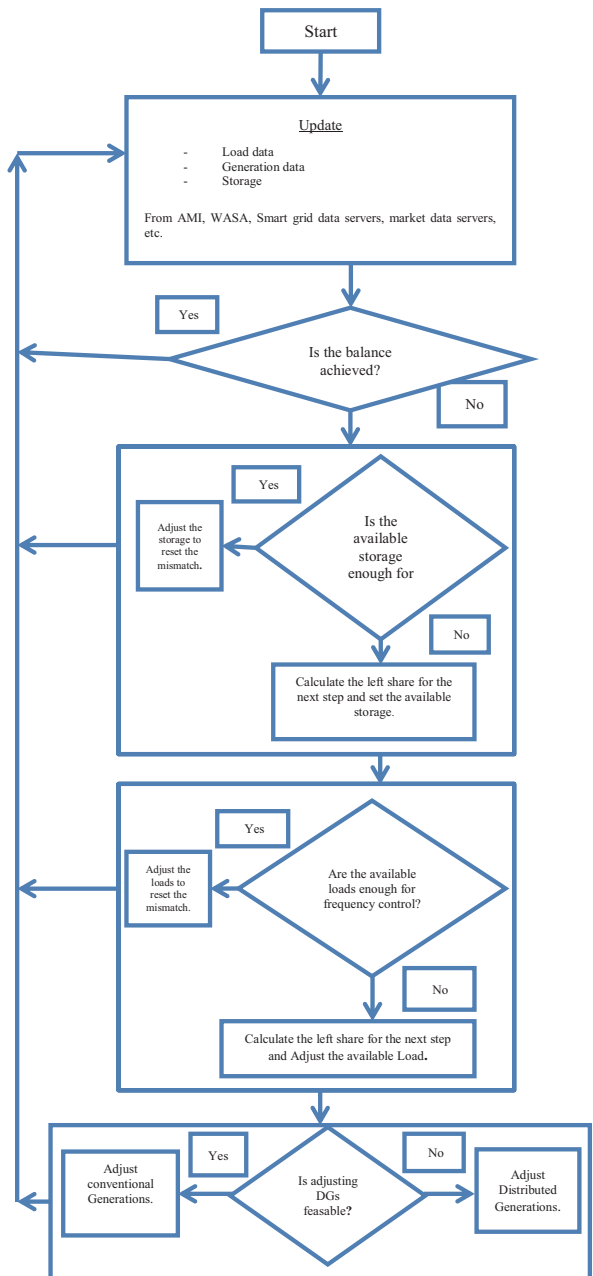 Start
Update
- Load data
- Generation data
- Storage
From AMI, WASA, Smart grid data servers, market data servers,
etc.
Yes
Is the balance
achieved?
No
Yes
Adjust the
storage to
reset the
mismatch.
Is the
available
storage
enough for
No
Calculate the left share for the
next step and set the available
storage.
Yes
Adjust the
loads to
reset the
mismatch.
Are the available
loads enough for
frequency control?
No
Calculate the left share for the next step
and Adjust the available Load.
Yes
No
Adjust
conventional
Generations.
Is adjusting
DGs
feasable?
Adjust
Distributed
Generations.